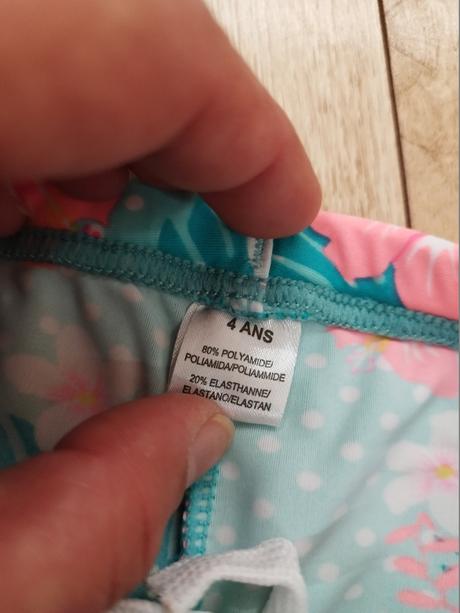 4 ANS
80% POLYAMIDE/
POLIAMIDA/POLIAMMIDE
20% ELASTHANNE/
ELASTANO/ELASTAN